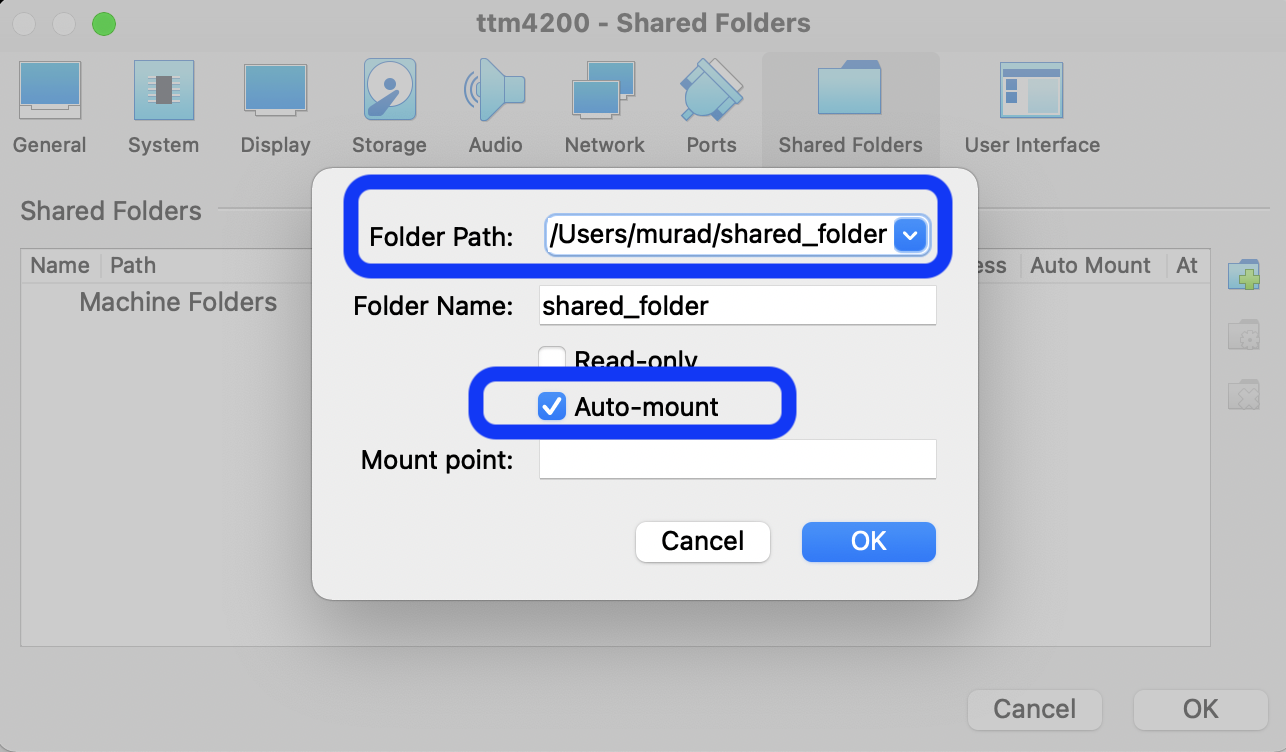 ttm4200 - Shared Folders
General System Display Storage Audio Network Ports Shared Folders User Interface
Shared Folders
Folder Path: /Users/murad/shared_folder
Name Path ess Auto Mount At
Machine Folders
Folder Name: shared_folder
Read-only
Auto-mount
Mount point:
Cancel OK
Cancel OK